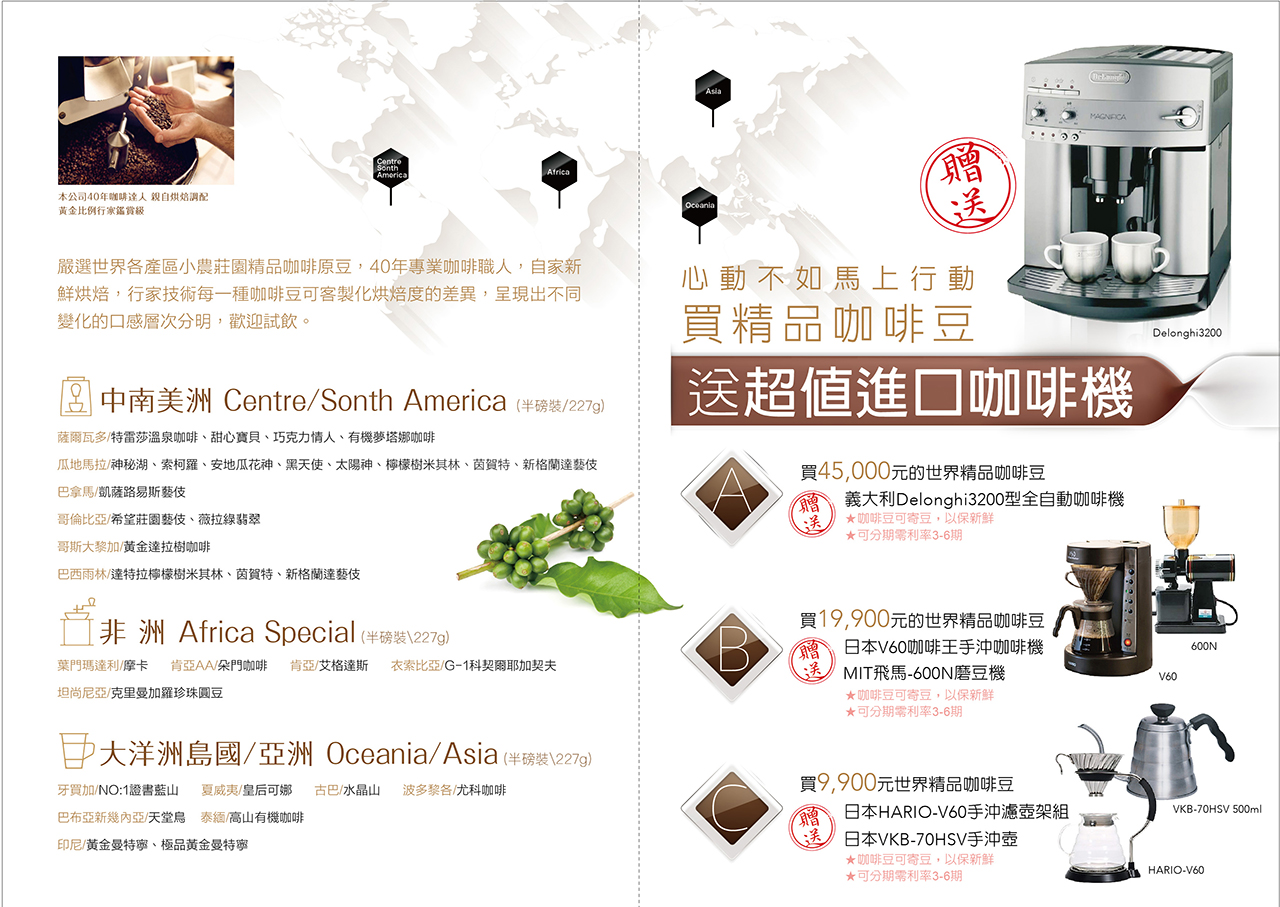 本公司40年咖啡達人 親自烘焙調配
黃金比例行家鑑賞級
Centre
Sonth
America
Africa
嚴選世界各產區小農莊園精品咖啡原豆，40年專業咖啡職人，自家新
鮮烘焙，行家技術每一種咖啡豆可客製化烘焙度的差異，呈現出不同
變化的口感層次分明，歡迎試飲。
中南美洲 Centre/Sonth America (半磅裝/227g)
薩爾瓦多/特雷莎溫泉咖啡、甜心寶貝、巧克力情人、有機夢塔娜咖啡
瓜地馬拉/神秘湖、索柯羅、安地瓜花神、黑天使、太陽神、檸檬樹米其林、茵賀特、新格蘭達藝伎
巴拿馬/凱薩路易斯藝伎
哥倫比亞/希望莊園藝伎、薇拉綠翡翠
哥斯大黎加/黃金達拉樹咖啡
巴西雨林/達特拉檸檬樹米其林、茵賀特、新格蘭達藝伎
非 洲 Africa Special (半磅裝\227g)
葉門瑪達利/摩卡 肯亞AA/朵門咖啡 肯亞/艾格達斯 衣索比亞/G-1科契爾耶加契夫
坦尚尼亞/克里曼加羅珍珠圓豆
大洋洲島國/亞洲 Oceania/Asia (半磅裝\227g)
牙買加/NO:1證書藍山 夏威夷/皇后可娜 古巴/水晶山 波多黎各/尤科咖啡
巴布亞新幾內亞/天堂鳥 泰緬/高山有機咖啡
印尼/黃金曼特寧、極品黃金曼特寧
Asia
Oceania
DeLonghi
MAGNIFICA
贈
送
Delonghi3200
心動不如馬上行動
買精品咖啡豆
送超值進口咖啡機
A
買45,000元的世界精品咖啡豆
贈送
義大利Delonghi3200型全自動咖啡機
★咖啡豆可寄豆，以保新鮮
★可分期零利率3-6期
B
買19,900元的世界精品咖啡豆
贈送
日本V60咖啡王手沖咖啡機
MIT飛馬-600N磨豆機
★咖啡豆可寄豆，以保新鮮
★可分期零利率3-6期
600N
V60
C
買9,900元世界精品咖啡豆
贈送
日本HARIO-V60手沖濾壺架組
日本VKB-70HSV手沖壺
★咖啡豆可寄豆，以保新鮮
★可分期零利率3-6期
VKB-70HSV 500ml
HARIO-V60